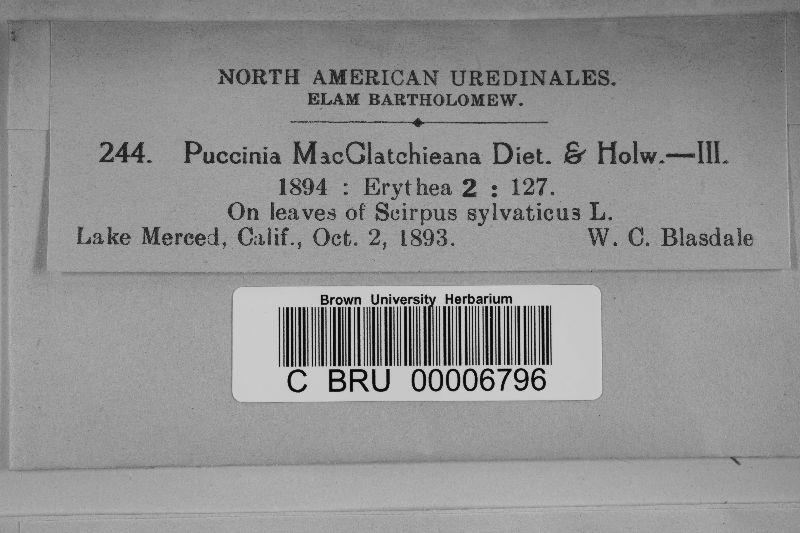 NORTH AMERICAN UREDINALES.
ELAM BARTHOLOMEW.
244. Puccinia MacClatchieana Diet. & Holw.—III.
1894 : Erythea 2 : 127.
On leaves of Scirpus sylvaticus L.
Lake Merced, Calif., Oct. 2, 1893. W. C. Blasdale
Brown University Herbarium
C BRU 00006796